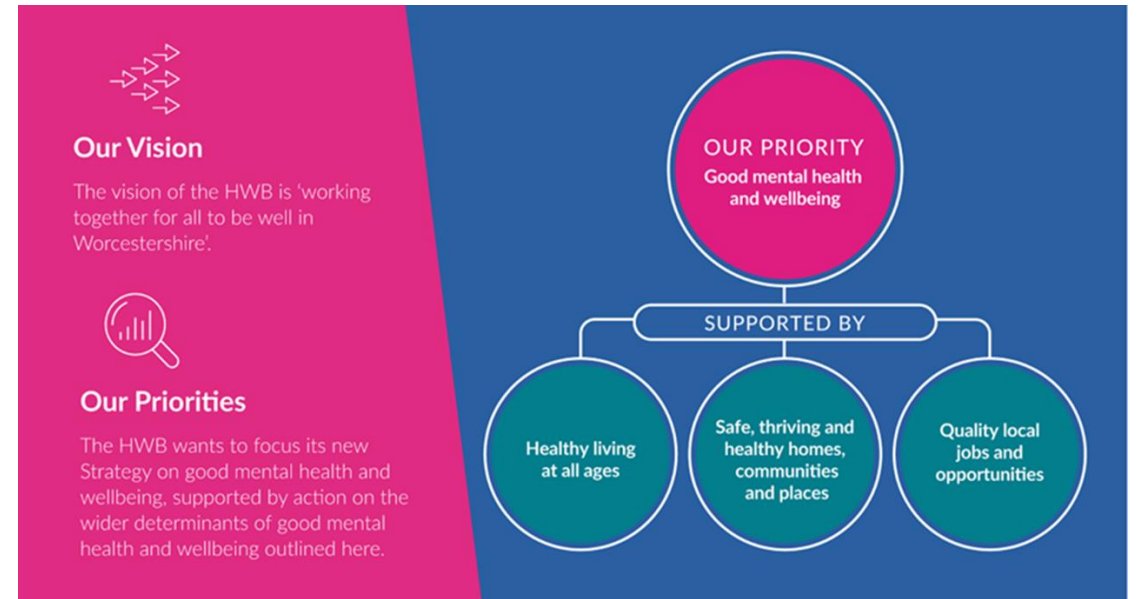 Our Vision
The vision of the HWB is ‘working
together for all to be well in
Worcestershire’.
Our Priorities
The HWB wants to focus its new
Strategy on good mental health and
wellbeing, supported by action on the
wider determinants of good mental
health and wellbeing outlined here.
OUR PRIORITY
Good mental health
and wellbeing
SUPPORTED BY
Healthy living
at all ages
Safe, thriving and
healthy homes,
communities
and places
Quality local
jobs and
opportunities